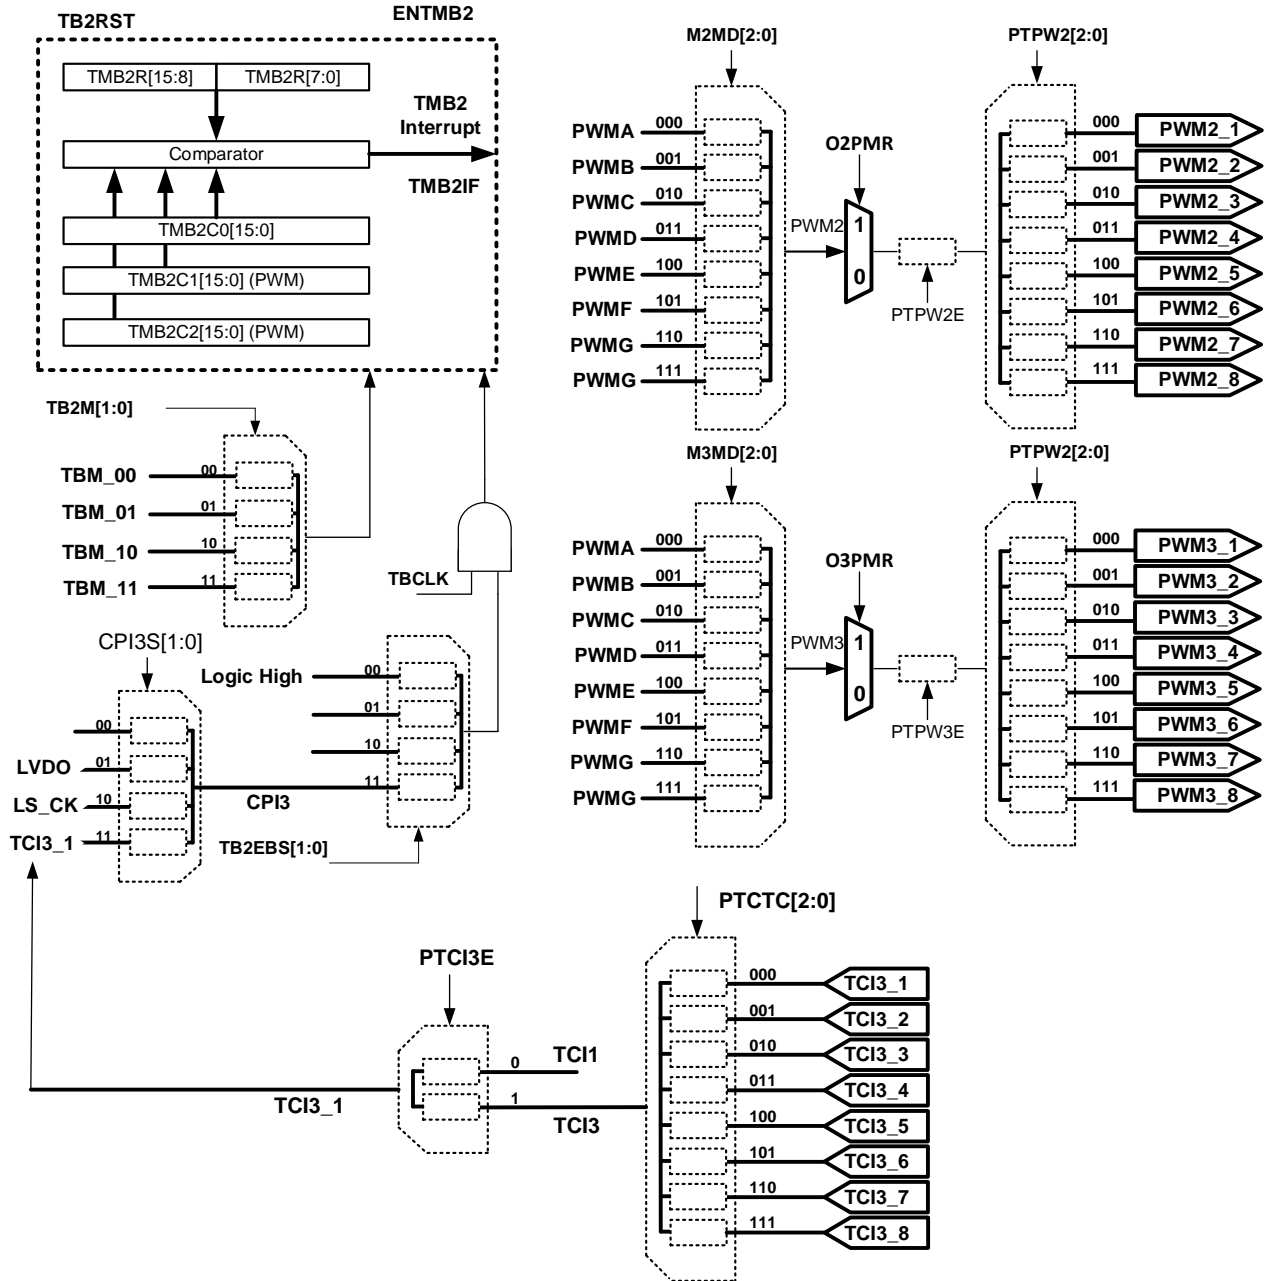 TB2RST
ENTMB2
TMB2R[15:8]
TMB2R[7:0]
TMB2
Interrupt
Comparator
TMB2IF
TMB2C0[15:0]
TMB2C1[15:0] (PWM)
TMB2C2[15:0] (PWM)
TB2M[1:0]
TBM_00
00
TBM_01
01
TBM_10
10
TBM_11
11
TBCLK
CPI3S[1:0]
Logic High
00
01
10
11
00
LVDO
01
LS_CK
10
TCI3_1
11
CPI3
TB2EBS[1:0]
M2MD[2:0]
PTPW2[2:0]
PWMA
000
PWMB
001
PWMC
010
PWMD
011
PWME
100
PWMF
101
PWMG
110
PWMG
111
O2PMR
PWM2
1
0
PTPW2E
000
PWM2_1
001
PWM2_2
010
PWM2_3
011
PWM2_4
100
PWM2_5
101
PWM2_6
110
PWM2_7
111
PWM2_8
M3MD[2:0]
PTPW2[2:0]
PWMA
000
PWMB
001
PWMC
010
PWMD
011
PWME
100
PWMF
101
PWMG
110
PWMG
111
O3PMR
PWM3
1
0
PTPW3E
000
PWM3_1
001
PWM3_2
010
PWM3_3
011
PWM3_4
100
PWM3_5
101
PWM3_6
110
PWM3_7
111
PWM3_8
PTCTC[2:0]
PTCI3E
0
TCI1
1
TCI3
TCI3_1
000
TCI3_1
001
TCI3_2
010
TCI3_3
011
TCI3_4
100
TCI3_5
101
TCI3_6
110
TCI3_7
111
TCI3_8